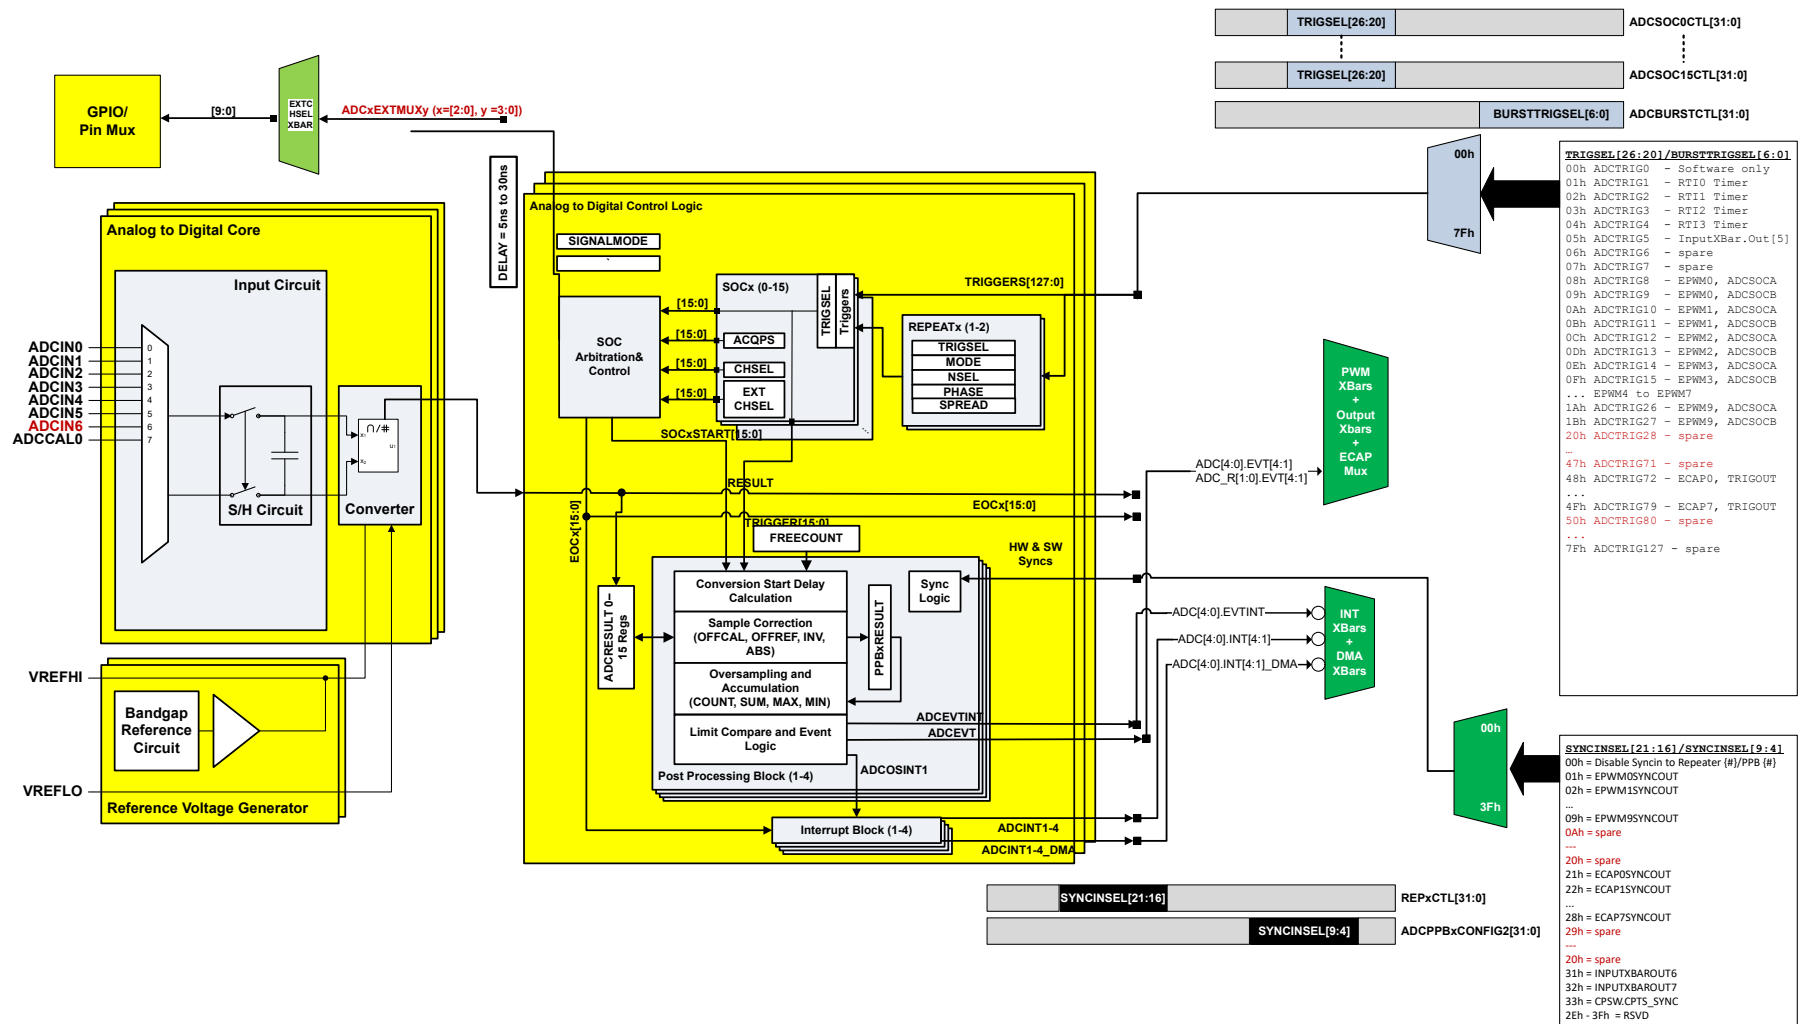 TRIGSEL[26:20]
ADCSOC0CTL[31:0]
TRIGSEL[26:20]
ADCSOC15CTL[31:0]
BURSTTRIGSEL[6:0]
ADCBURSTCTL[31:0]
GPIO/
Pin Mux
[9:0]
EXTC
HSEL
XBAR
ADCxEXTMUXy (x=[2:0], y =3:0])
DELAY = 5ns to 30ns
00h
7Fh
TRIGSEL[26:20]/BURSTTRIGSEL[6:0]
00h ADCTRIG0 - Software only
01h ADCTRIG1 - RTI0 Timer
02h ADCTRIG2 - RTI1 Timer
03h ADCTRIG3 - RTI2 Timer
04h ADCTRIG4 - RTI3 Timer
05h ADCTRIG5 - InputXBar.Out[5]
06h ADCTRIG6 - spare
07h ADCTRIG7 - spare
08h ADCTRIG8 - EPWM0, ADCSOCA
09h ADCTRIG9 - EPWM0, ADCSOCB
0Ah ADCTRIG10 - EPWM1, ADCSOCA
0Bh ADCTRIG11 - EPWM1, ADCSOCB
0Ch ADCTRIG12 - EPWM2, ADCSOCA
0Dh ADCTRIG13 - EPWM2, ADCSOCB
0Eh ADCTRIG14 - EPWM3, ADCSOCA
0Fh ADCTRIG15 - EPWM3, ADCSOCB
... EPWM4 to EPWM7
1Ah ADCTRIG26 - EPWM9, ADCSOCA
1Bh ADCTRIG27 - EPWM9, ADCSOCB
20h ADCTRIG28 - spare
…
47h ADCTRIG71 - spare
48h ADCTRIG72 - ECAP0, TRIGOUT
...
4Fh ADCTRIG79 - ECAP7, TRIGOUT
50h ADCTRIG80 - spare
...
7Fh ADCTRIG127 - spare
Analog to Digital Core
Input Circuit
ADCIN0
ADCIN1
ADCIN2
ADCIN3
ADCIN4
ADCIN5
ADCIN6
ADCCAL0
0
1
2
3
4
5
6
7
S/H Circuit
Converter
∩/#
x₁
x₂
u₁
VREFHI
VREFLO
Bandgap
Reference
Circuit
Reference Voltage Generator
Analog to Digital Control Logic
SIGNALMODE
`
SOC
Arbitration&
Control
[15:0]
[15:0]
[15:0]
[15:0]
SOCx (0-15)
ACQPS
CHSEL
EXT
CHSEL
TRIGSEL
Triggers
...
TRIGGERS[127:0]
REPEATx (1-2)
TRIGSEL
MODE
NSEL
PHASE
SPREAD
SOCxSTART[15:0]
RESULT
EOCx[15:0]
EOCx[15:0]
TRIGGER[15:0]
FREECOUNT
HW & SW
Syncs
ADCRESULT 0–
15 Regs
Conversion Start Delay
Calculation
Sample Correction
(OFFCAL, OFFREF, INV,
ABS)
Oversampling and
Accumulation
(COUNT, SUM, MAX, MIN)
Limit Compare and Event
Logic
PPBxRESULT
Sync
Logic
ADCEVTINT
ADCEVT
ADCOSINT1
Post Processing Block (1-4)
Interrupt Block (1-4)
ADCINT1-4
ADCINT1-4_DMA
ADC[4:0].EVT[4:1]
ADC_R[1:0].EVT[4:1]
PWM
XBars
+
Output
Xbars
+
ECAP
Mux
ADC[4:0].EVTINT
ADC[4:0].INT[4:1]
ADC[4:0].INT[4:1]_DMA
INT
XBars
+
DMA
XBars
00h
3Fh
SYNCINSEL[21:16]/SYNCINSEL[9:4]
00h = Disable Syncin to Repeater {#}/PPB {#}
01h = EPWM0SYNCOUT
02h = EPWM1SYNCOUT
...
09h = EPWM9SYNCOUT
0Ah = spare
---
20h = spare
21h = ECAP0SYNCOUT
22h = ECAP1SYNCOUT
...
28h = ECAP7SYNCOUT
29h = spare
---
20h = spare
31h = INPUTXBAROUT6
32h = INPUTXBAROUT7
33h = CPSW.CPTS_SYNC
2Eh - 3Fh = RSVD
SYNCINSEL[21:16]
REPxCTL[31:0]
SYNCINSEL[9:4]
ADCPPBxCONFIG2[31:0]